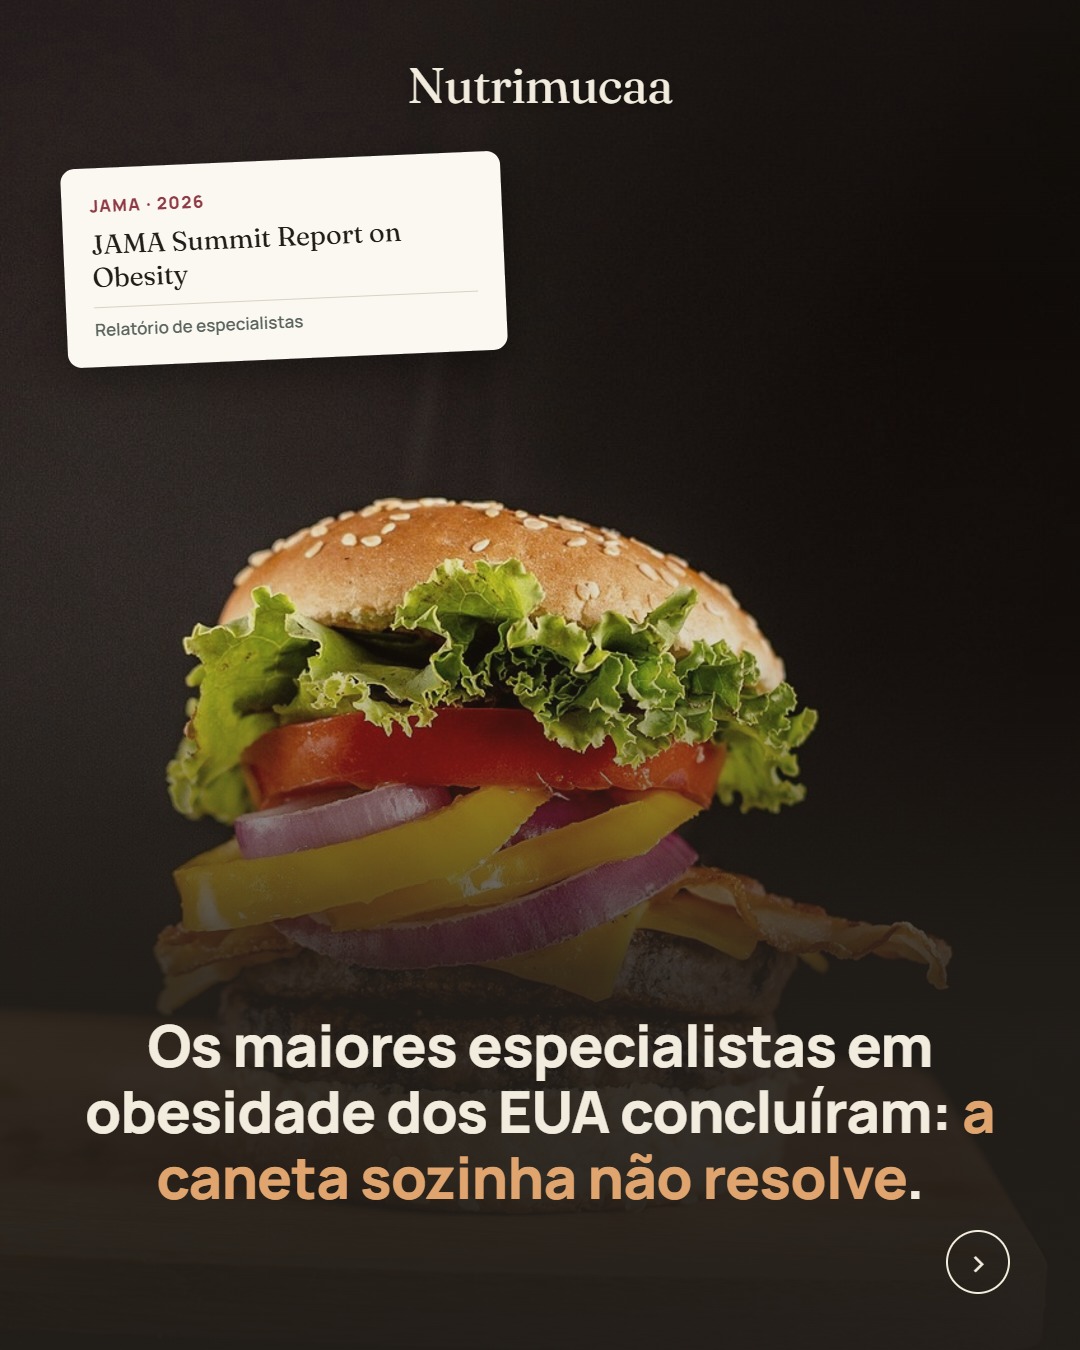 Nutrimucaa
JAMA · 2026
JAMA Summit Report on
Obesity
Relatório de especialistas
Os maiores especialistas em
obesidade dos EUA concluíram: a
caneta sozinha não resolve.